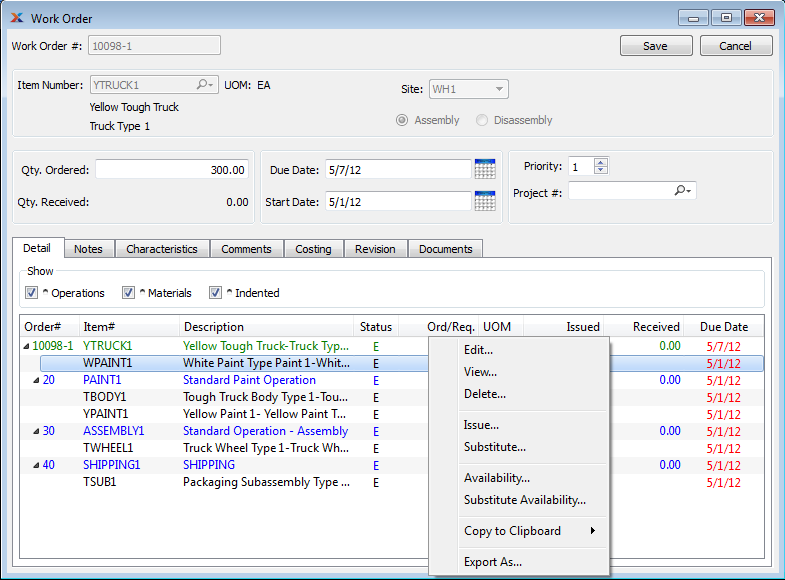 Work Order
Work Order #: 10098-1 Save Cancel
Item Number: YTRUCK1 UOM: EA Site: WH1
Yellow Tough Truck
Truck Type 1 Assembly Disassembly
Qty. Ordered: 300.00 Due Date: 5/7/12 Priority: 1
Qty. Received: 0.00 Start Date: 5/1/12 Project #:
Detail Notes Characteristics Comments Costing Revision Documents
Show
^ Operations ^ Materials ^ Indented
Order# Item# Description Status Ord/Req. UOM Issued Received Due Date
10098-1 YTRUCK1 Yellow Tough Truck-Truck Typ... E 0.00 5/7/12
WPAINT1 White Paint Type Paint 1-Whit... E 5/1/12
20 PAINT1 Standard Paint Operation E 0.00 5/1/12
TBODY1 Tough Truck Body Type 1-Tou... E 5/1/12
YPAINT1 Yellow Paint 1- Yellow Paint T... E 5/1/12
30 ASSEMBLY1 Standard Operation - Assembly E 0.00 5/1/12
TWHEEL1 Truck Wheel Type 1-Truck Wh... E 5/1/12
40 SHIPPING1 SHIPPING E 0.00 5/1/12
TSUB1 Packaging Subassembly Type ... E 5/1/12
Edit...
View...
Delete...
Issue...
Substitute...
Availability...
Substitute Availability...
Copy to Clipboard
Export As...